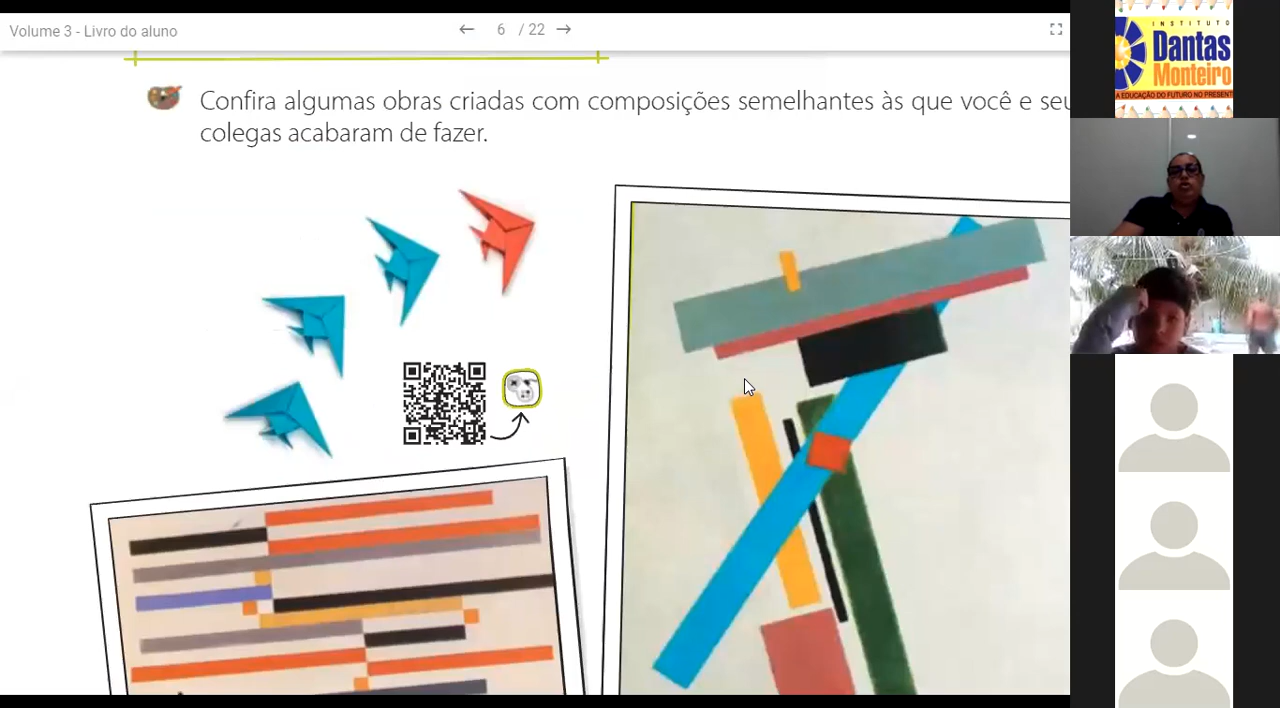 Volume 3 - Livro do aluno
6 / 22
Confira algumas obras criadas com composições semelhantes às que você e seu
colegas acabaram de fazer.
INSTITUTO
Dantas
Monteiro
A EDUCAÇÃO DO FUTURO NO PRESENT